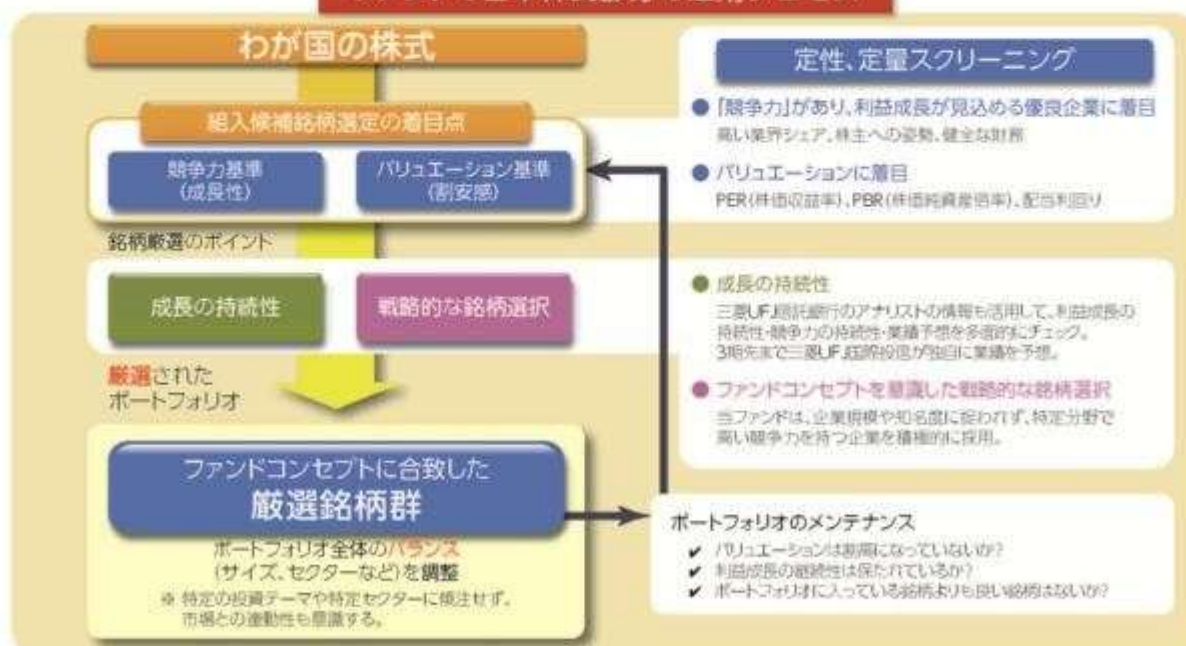 わが国の株式
組入候補銘柄選定の着目点
競争力基準
(成長性)
バリュエーション基準
(割安感)
銘柄厳選のポイント
成長の持続性
戦略的な銘柄選択
厳選された
ポートフォリオ
ファンドコンセプトに合致した
厳選銘柄群
ポートフォリオ全体のバランス
(サイズ、セクターなど)を調整
※ 特定の投資テーマや特定セクターに傾注せず、
市場との連動性も意識する。
定性、定量スクリーニング
● 「競争力」があり、利益成長が見込める優良企業に着目
高い業界シェア、株主への姿勢、健全な財務
● バリュエーションに着目
PER(株価収益率)、PBR(株価純資産倍率)、配当利回り
● 成長の持続性
三菱UFJ信託銀行のアナリストの情報も活用して、利益成長の
持続性・競争力の持続性・業績予想を多面的にチェック。
3期先まで三菱UFJ国際投信が独自に業績を予想。
● ファンドコンセプトを意識した戦略的な銘柄選択
当ファンドは、企業規模や知名度に捉われず、特定分野で
高い競争力を持つ企業を積極的に採用。
ポートフォリオのメンテナンス
✔ バリュエーションは割高になっていないか?
✔ 利益成長の継続性は保たれているか?
✔ ポートフォリオに入っている銘柄よりも良い銘柄はないか?